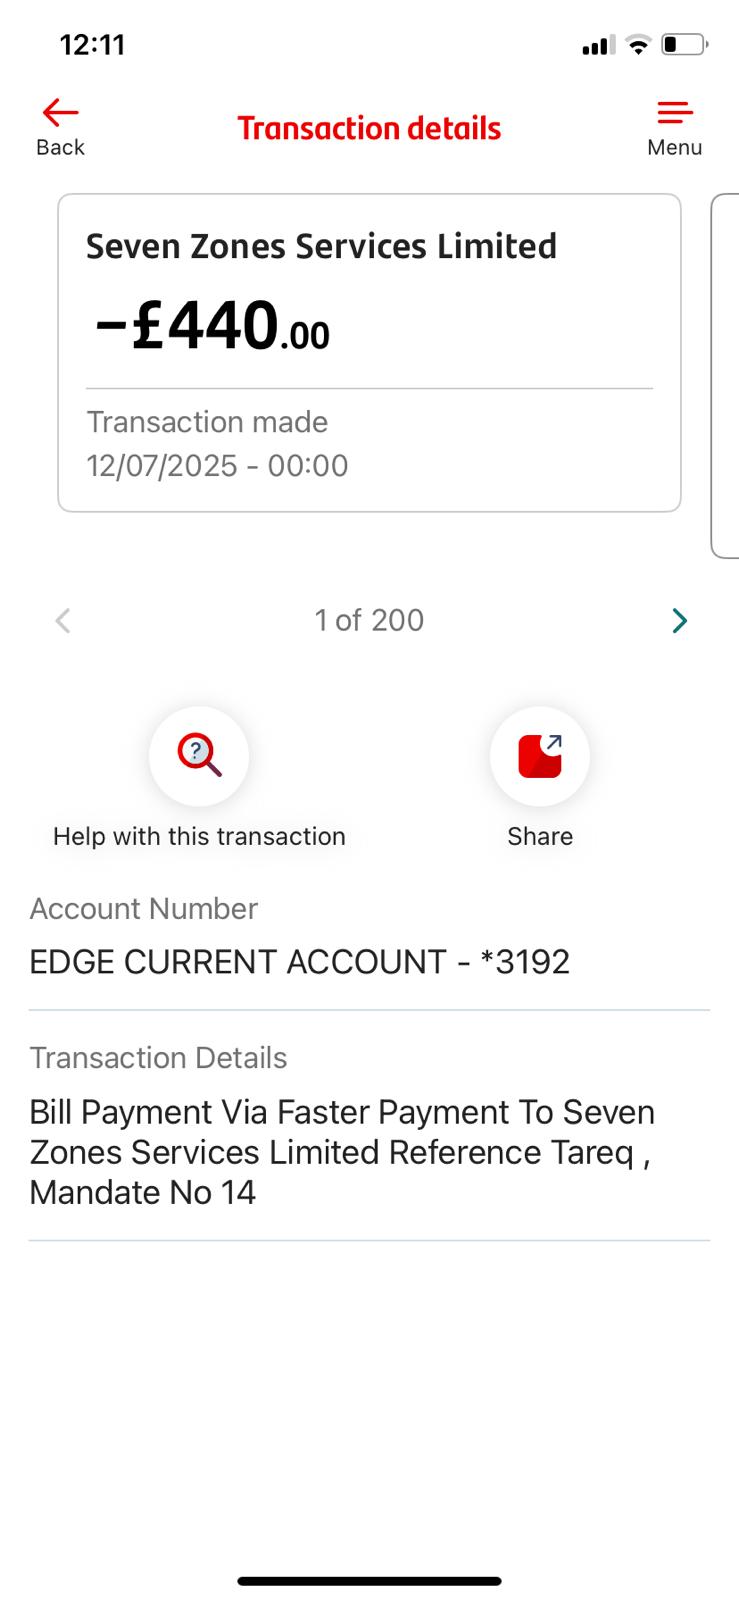 12:11
Back
Transaction details
Menu
Seven Zones Services Limited
-£440.00
Transaction made
12/07/2025 - 00:00
1 of 200
?
Help with this transaction
Share
Account Number
EDGE CURRENT ACCOUNT - *3192
Transaction Details
Bill Payment Via Faster Payment To Seven
Zones Services Limited Reference Tareq ,
Mandate No 14